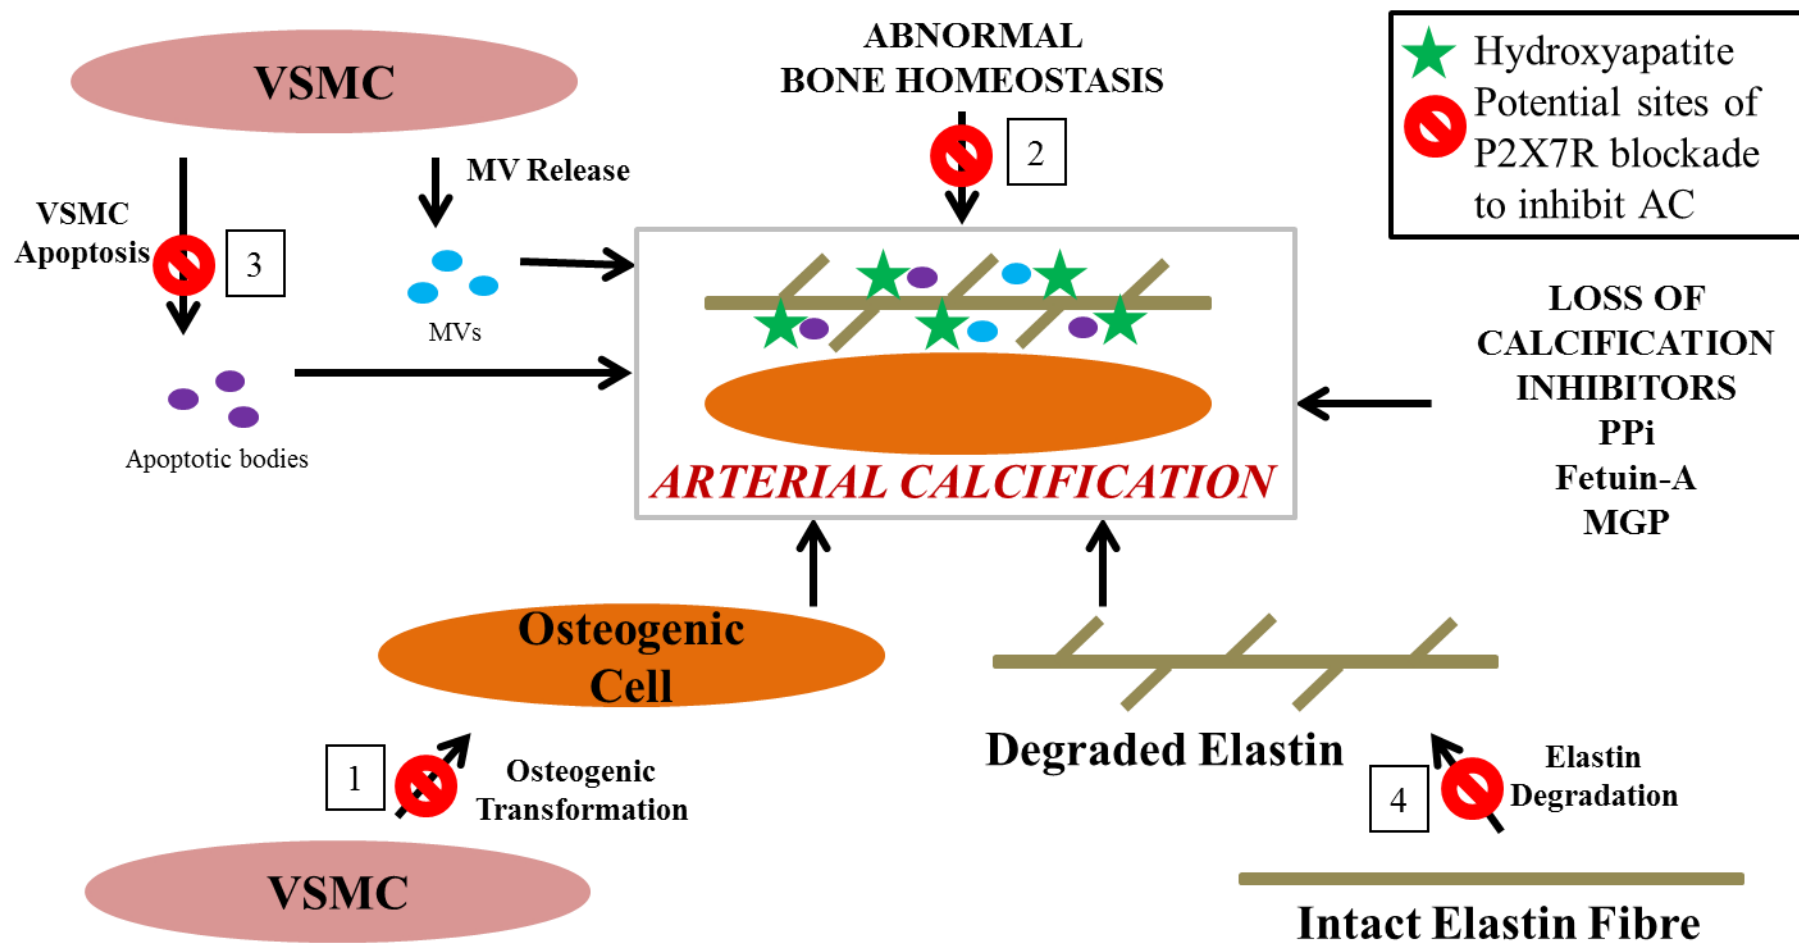 VSMC
ABNORMAL
BONE HOMEOSTASIS
Hydroxyapatite
Potential sites of
P2X7R blockade
to inhibit AC
MV Release
2
VSMC
Apoptosis
3
MVs
Apoptotic bodies
LOSS OF
CALCIFICATION
INHIBITORS
PPi
Fetuin-A
MGP
ARTERIAL CALCIFICATION
Osteogenic
Cell
1
Osteogenic
Transformation
VSMC
Degraded Elastin
4
Elastin
Degradation
Intact Elastin Fibre